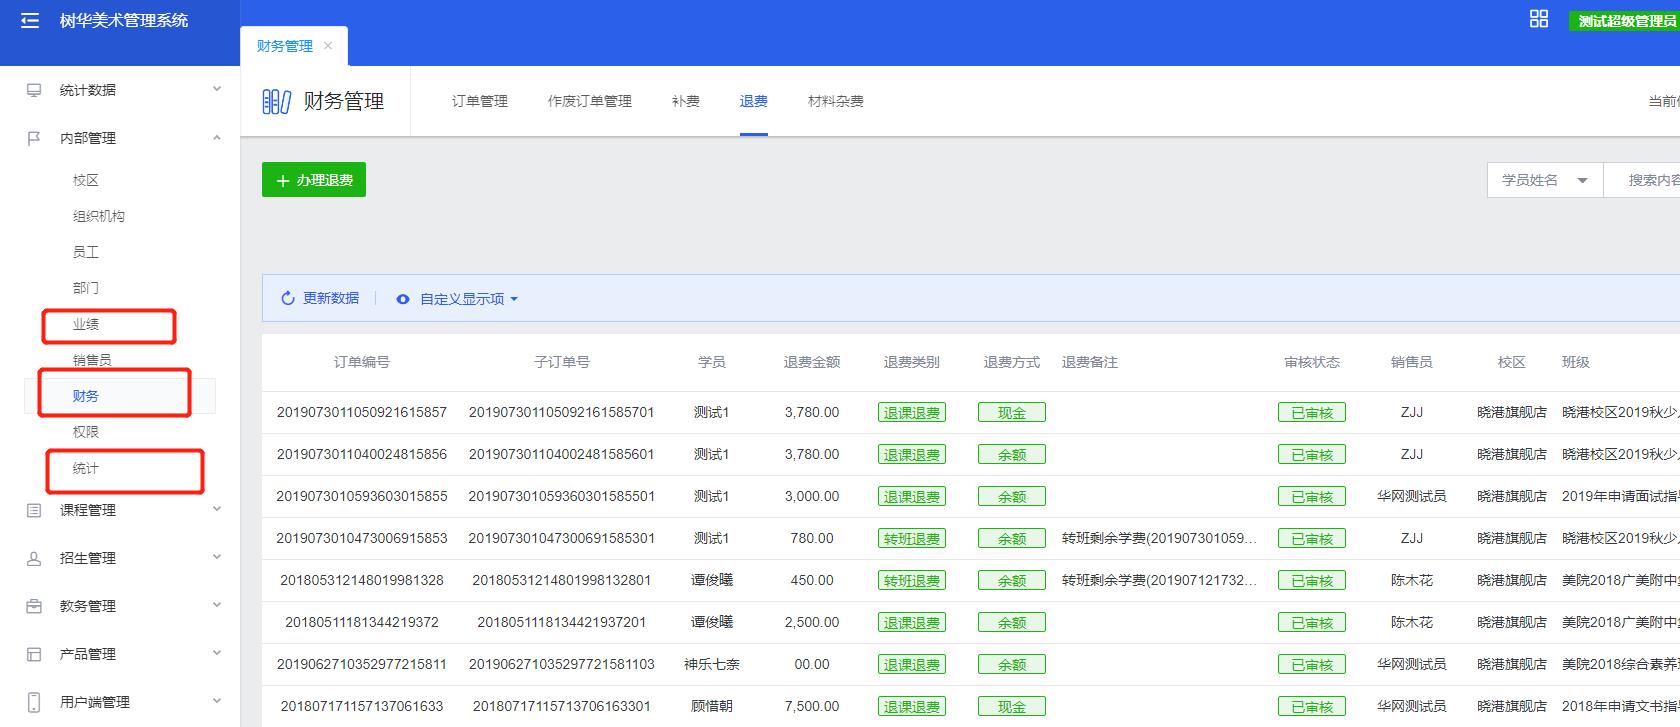 树华美术管理系统
测试超级管理员
财务管理
财务管理
订单管理 作废订单管理 补费 退费 材料杂费
统计数据
内部管理
校区
组织机构
员工
部门
业绩
销售员
财务
权限
统计
课程管理
招生管理
教务管理
产品管理
用户端管理
办理退费
学员姓名 搜索内容
更新数据 自定义显示项
订单编号 子订单号 学员 退费金额 退费类别 退费方式 退费备注 审核状态 销售员 校区 班级
2019073011050921615857 201907301105092161585701 测试1 3,780.00 退课退费 现金 已审核 ZJJ 晓港旗舰店 晓港校区2019秋少
2019073011040024815856 201907301104002481585601 测试1 3,780.00 退课退费 余额 已审核 ZJJ 晓港旗舰店 晓港校区2019秋少
2019073010593603015855 201907301059360301585501 测试1 3,000.00 退课退费 余额 已审核 华网测试员 晓港旗舰店 2019年申请面试指
2019073010473006915853 201907301047300691585301 测试1 780.00 转班退费 余额 转班剩余学费(201907301059... 已审核 ZJJ 晓港旗舰店 晓港校区2019秋少
201805312148019981328 20180531214801998132801 谭俊曦 450.00 转班退费 余额 转班剩余学费(201907121732... 已审核 陈木花 晓港旗舰店 美院2018广美附中
20180511181344219372 2018051118134421937201 谭俊曦 2,500.00 退课退费 余额 已审核 陈木花 晓港旗舰店 美院2018广美附中
2019062710352977215811 201906271035297721581103 神乐七奈 00.00 退课退费 余额 已审核 华网测试员 晓港旗舰店 美院2018综合素养
201807171157137061633 20180717115713706163301 顾惜朝 7,500.00 退课退费 现金 已审核 华网测试员 晓港旗舰店 2018年申请文书指